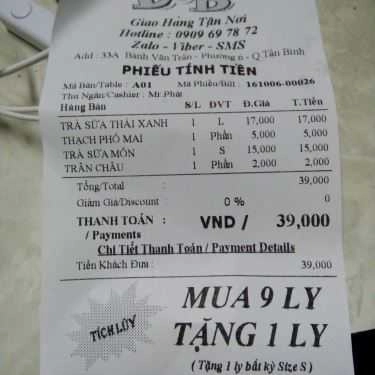 B B
Giao Hàng Tận Nơi
Hotline : 0909 69 78 72
Zalo - Viber - SMS
Add : 33A Bành Văn Trân - Phường 7 - Q Tân Bình
PHIẾU TÍNH TIỀN
Mã Bàn/Table : A01 Mã Phiếu/Bill : 161006-00026
Thu Ngân/Cashier : Mr.Phát
Hàng Bán S/L ĐVT Đ.Giá T.Tiền
TRÀ SỮA THÁI XANH 1 L 17,000 17,000
THẠCH PHÔ MAI 1 Phần 5,000 5,000
TRÀ SỮA MÔN 1 S 15,000 15,000
TRÂN CHÂU 1 Phần 2,000 2,000
Tổng/Total : 39,000
Giảm Giá/Discount 0 % 0
THANH TOÁN : VND / 39,000
/ Payments
Chi Tiết Thanh Toán / Payment Details
Tiền Khách Đưa : 39,000
TÍCH LŨY
MUA 9 LY
TẶNG 1 LY
( Tặng 1 ly bất kỳ Size S )